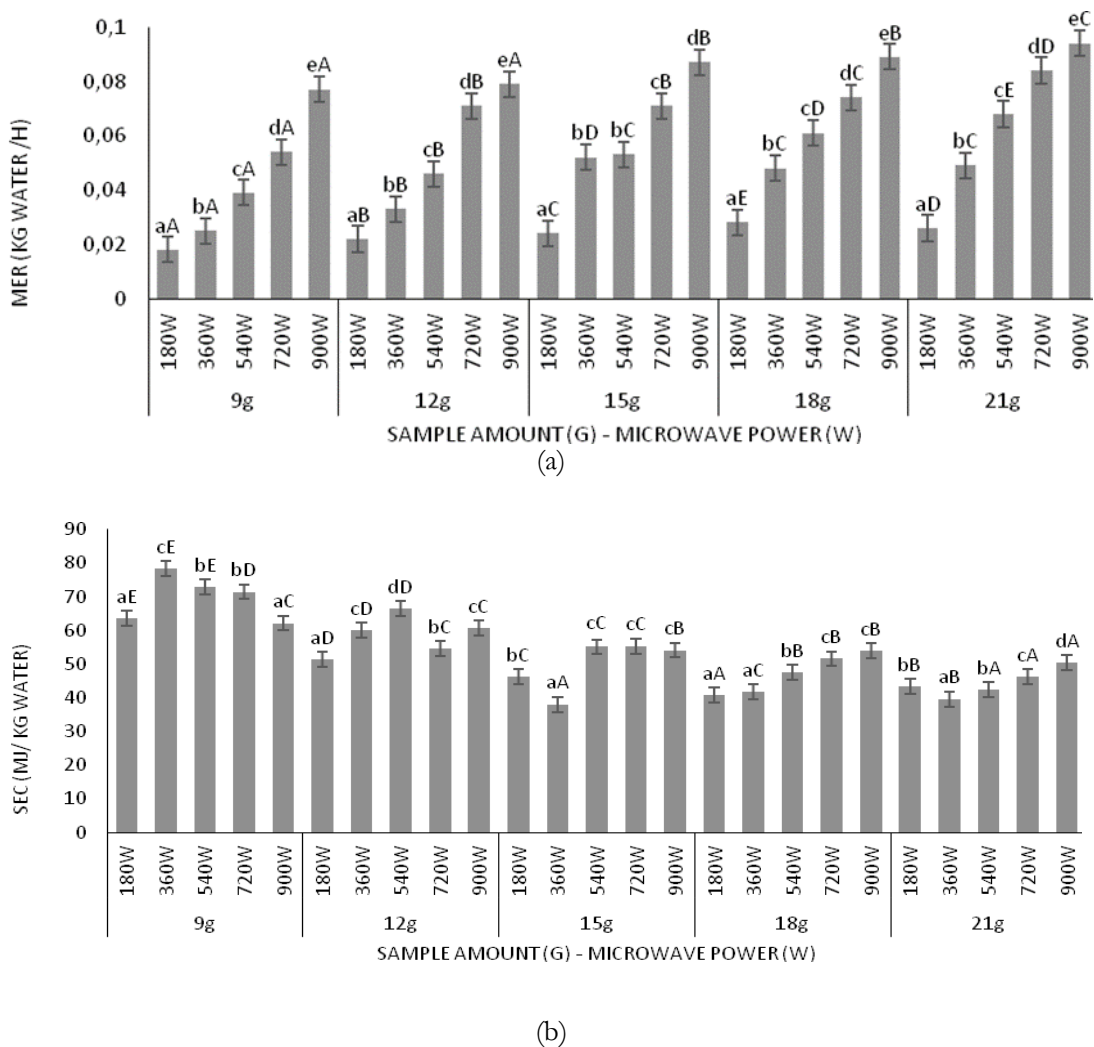 0,1
0,08
0,06
0,04
0,02
0
MER (KG WATER /H)
aA bA cA dA eA aB bB cB dB eA aC bD bC cB dB aE bC cD dC eB aD bC cE dD eC
180W 360W 540W 720W 900W 180W 360W 540W 720W 900W 180W 360W 540W 720W 900W 180W 360W 540W 720W 900W 180W 360W 540W 720W 900W
9g 12g 15g 18g 21g
SAMPLE AMOUNT (G) - MICROWAVE POWER (W)
(a)
90
80
70
60
50
40
30
20
10
0
SEC (MJ/ KG WATER)
aE cE bE bD aC aD cD dD bC cC bC aA cC cC cB aA aC bB cB cB bB aB bA cA dA
180W 360W 540W 720W 900W 180W 360W 540W 720W 900W 180W 360W 540W 720W 900W 180W 360W 540W 720W 900W 180W 360W 540W 720W 900W
9g 12g 15g 18g 21g
SAMPLE AMOUNT (G) - MICROWAVE POWER (W)
(b)